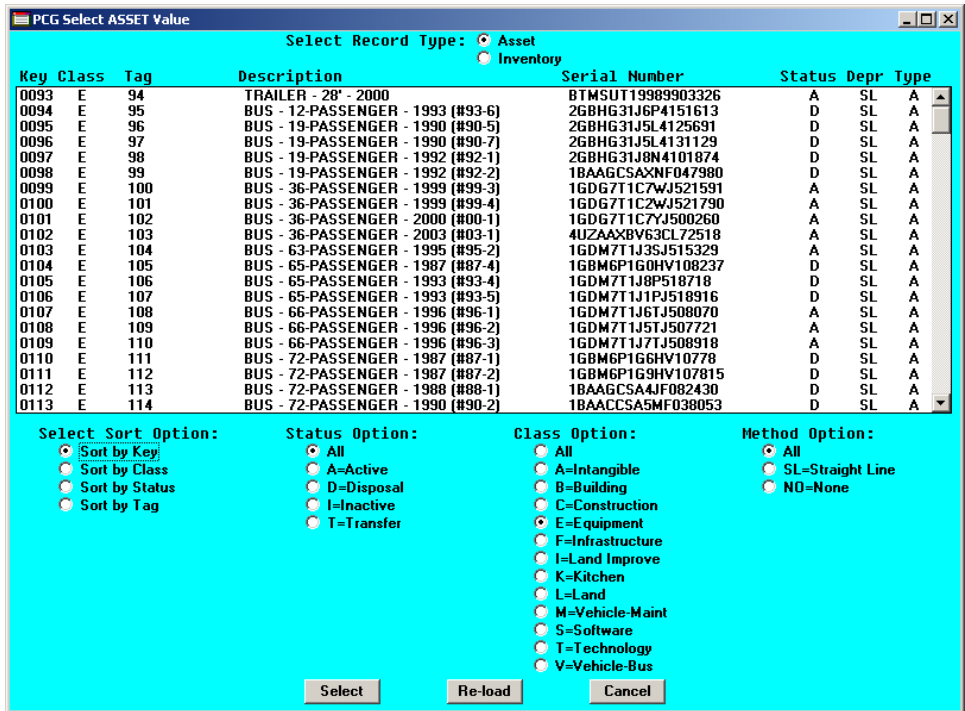 PCG Select ASSET Value
Select Record Type: Asset
Inventory
Key Class Tag Description Serial Number Status Depr Type
0093 E 94 TRAILER - 28' - 2000 BTMSUT19989903326 A SL A
0094 E 95 BUS - 12-PASSENGER - 1993 (#93-6) 2GBHG31J6P4151613 D SL A
0095 E 96 BUS - 19-PASSENGER - 1990 (#90-5) 2GBHG31J5L4125691 D SL A
0096 E 97 BUS - 19-PASSENGER - 1990 (#90-7) 2GBHG31J5L4131129 D SL A
0097 E 98 BUS - 19-PASSENGER - 1992 (#92-1) 2GBHG31J8N4101874 D SL A
0098 E 99 BUS - 19-PASSENGER - 1992 (#92-2) 1BAAGCSAXNF047980 D SL A
0099 E 100 BUS - 36-PASSENGER - 1999 (#99-3) 1GDG7T1C7WJ521591 A SL A
0100 E 101 BUS - 36-PASSENGER - 1999 (#99-4) 1GDG7T1C2WJ521790 A SL A
0101 E 102 BUS - 36-PASSENGER - 2000 (#00-1) 1GDG7T1C7YJ500260 A SL A
0102 E 103 BUS - 36-PASSENGER - 2003 (#03-1) 4UZAAXBV63CL72518 A SL A
0103 E 104 BUS - 63-PASSENGER - 1995 (#95-2) 1GDM7T1J3SJ515329 A SL A
0104 E 105 BUS - 65-PASSENGER - 1987 (#87-4) 1GBM6P1G0HV108237 D SL A
0105 E 106 BUS - 65-PASSENGER - 1993 (#93-4) 1GDM7T1J8P518718 D SL A
0106 E 107 BUS - 65-PASSENGER - 1993 (#93-5) 1GDM7T1J1PJ518916 D SL A
0107 E 108 BUS - 66-PASSENGER - 1996 (#96-1) 1GDM7T1J6TJ508070 A SL A
0108 E 109 BUS - 66-PASSENGER - 1996 (#96-2) 1GDM7T1J5TJ507721 A SL A
0109 E 110 BUS - 66-PASSENGER - 1996 (#96-3) 1GDM7T1J7TJ508918 A SL A
0110 E 111 BUS - 72-PASSENGER - 1987 (#87-1) 1GBM6P1G6HV10778 D SL A
0111 E 112 BUS - 72-PASSENGER - 1987 (#87-2) 1GBM6P1G9HV107815 D SL A
0112 E 113 BUS - 72-PASSENGER - 1988 (#88-1) 1BAAGCSA4JF082430 D SL A
0113 E 114 BUS - 72-PASSENGER - 1990 (#90-2) 1BAACCSA5MF038053 D SL A
Select Sort Option:
Sort by Key
Sort by Class
Sort by Status
Sort by Tag
Status Option:
All
A=Active
D=Disposal
I=Inactive
T=Transfer
Class Option:
All
A=Intangible
B=Building
C=Construction
E=Equipment
F=Infrastructure
I=Land Improve
K=Kitchen
L=Land
M=Vehicle-Maint
S=Software
T=Technology
V=Vehicle-Bus
Method Option:
All
SL=Straight Line
NO=None
Select Re-load Cancel